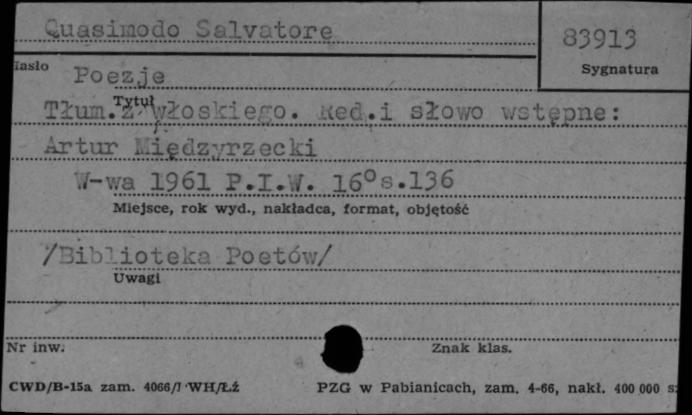 Quasimodo Salvatore
83913
Hasło
Sygnatura
Poezje
Tytuł
Tłum.z włoskiego. Red.i słowo wstępne:
Artur Międzyrzecki
W-wa 1961 P.I.W. 16°s.136
Miejsce, rok wyd., nakładca, format, objętość
/Biblioteka Poetów/
Uwagi
Nr inw.
Znak klas.
CWD/B-15a zam. 4066/ WH/Łź
PZG w Pabianicach, zam. 4-66, nakł. 400 000